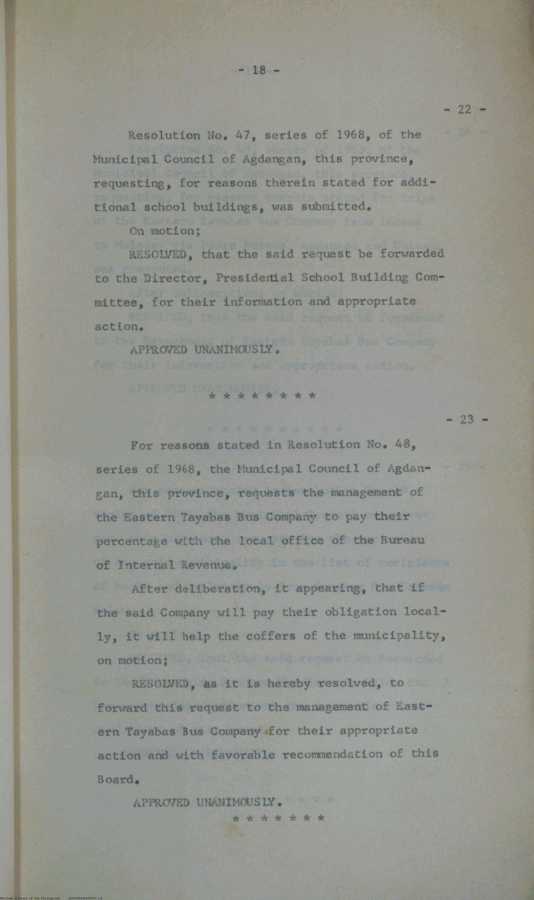 - 18 -
- 22 -
Resolution No. 47, series of 1968, of the
Municipal Council of Agdangan, this province,
requesting, for reasons therein stated for addi-
tional school buildings, was submitted.
On motion;
RESOLVED, that the said request be forwarded
to the Director, Presidential School Building Com-
mittee, for their information and appropriate
action.
APPROVED UNANIMOUSLY.
* * * * * * * *
- 23 -
For reasons stated in Resolution No. 48,
series of 1968, the Municipal Council of Agdan-
gan, this province, requests the management of
the Eastern Tayabas Bus Company to pay their
percentage with the local office of the Bureau
of Internal Revenue.
After deliberation, it appearing, that if
the said Company will pay their obligation local-
ly, it will help the coffers of the municipality,
on motion;
RESOLVED, as it is hereby resolved, to
forward this request to the management of East-
ern Tayabas Bus Company for their appropriate
action and with favorable recommendation of this
Board.
APPROVED UNANIMOUSLY.
* * * * * * *